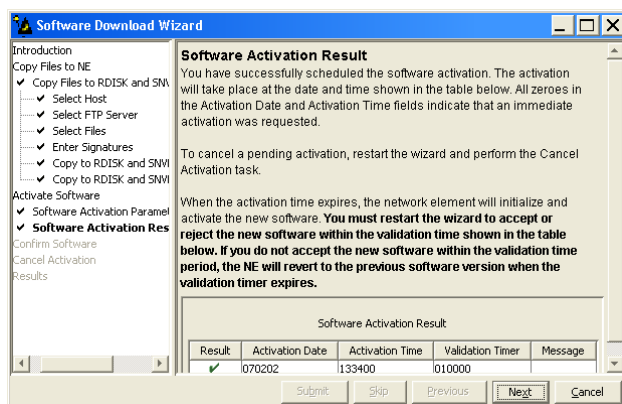 Software Download Wizard
Introduction
Copy Files to NE
Copy Files to RDISK and SNV
Select Host
Select FTP Server
Select Files
Enter Signatures
Copy to RDISK and SNVI
Copy to RDISK and SNVI
Activate Software
Software Activation Paramel
Software Activation Res
Confirm Software
Cancel Activation
Results
Software Activation Result
You have successfully scheduled the software activation. The activation
will take place at the date and time shown in the table below. All zeroes in
the Activation Date and Activation Time fields indicate that an immediate
activation was requested.
To cancel a pending activation, restart the wizard and perform the Cancel
Activation task.
When the activation time expires, the network element will initialize and
activate the new software. You must restart the wizard to accept or
reject the new software within the validation time shown in the table
below. If you do not accept the new software within the validation time
period, the NE will revert to the previous software version when the
validation timer expires.
Software Activation Result
Result Activation Date Activation Time Validation Timer Message
070202 133400 010000
Submit Skip Previous Next Cancel